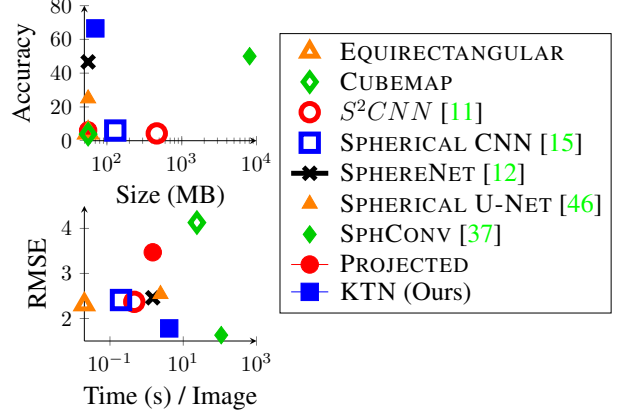 80
60
40
20
0
Accuracy
10^2
10^3
10^4
Size (MB)
4
3
2
RMSE
10^-1
10^1
10^3
Time (s) / Image
EQUIRECTANGULAR
CUBEMAP
S^2CNN [11]
SPHERICAL CNN [15]
SPHERENET [12]
SPHERICAL U-NET [46]
SPHCONV [37]
PROJECTED
KTN (Ours)